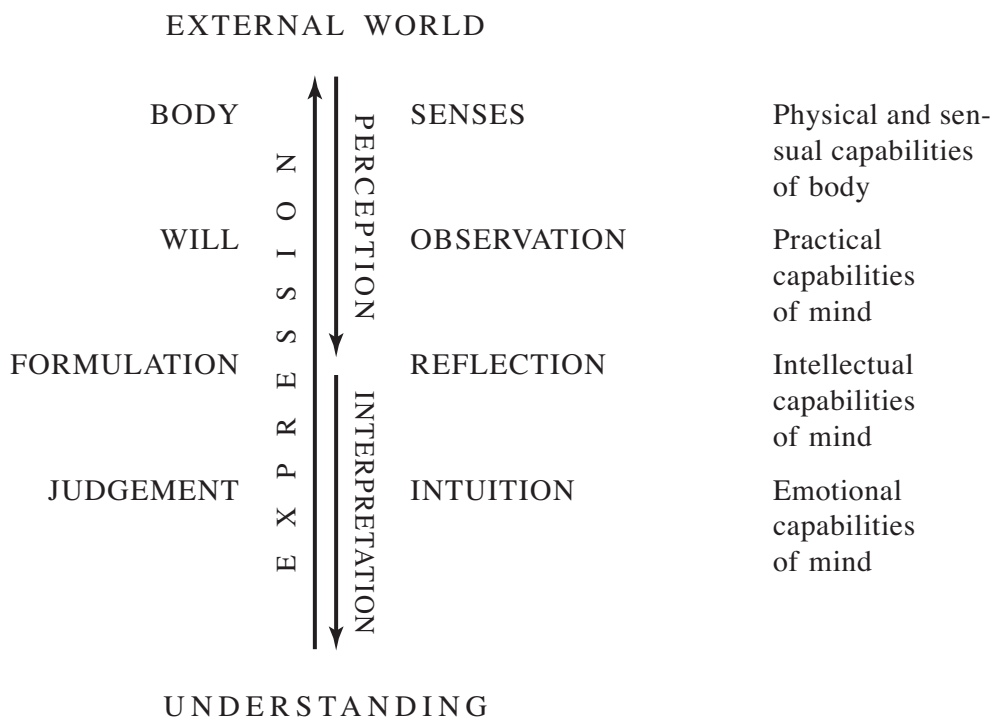 EXTERNAL WORLD
BODY
SENSES
Physical and sen-
sual capabilities
of body
WILL
OBSERVATION
Practical
capabilities
of mind
FORMULATION
REFLECTION
Intellectual
capabilities
of mind
JUDGEMENT
INTUITION
Emotional
capabilities
of mind
EXPRESSION
PERCEPTION
INTERPRETATION
UNDERSTANDING